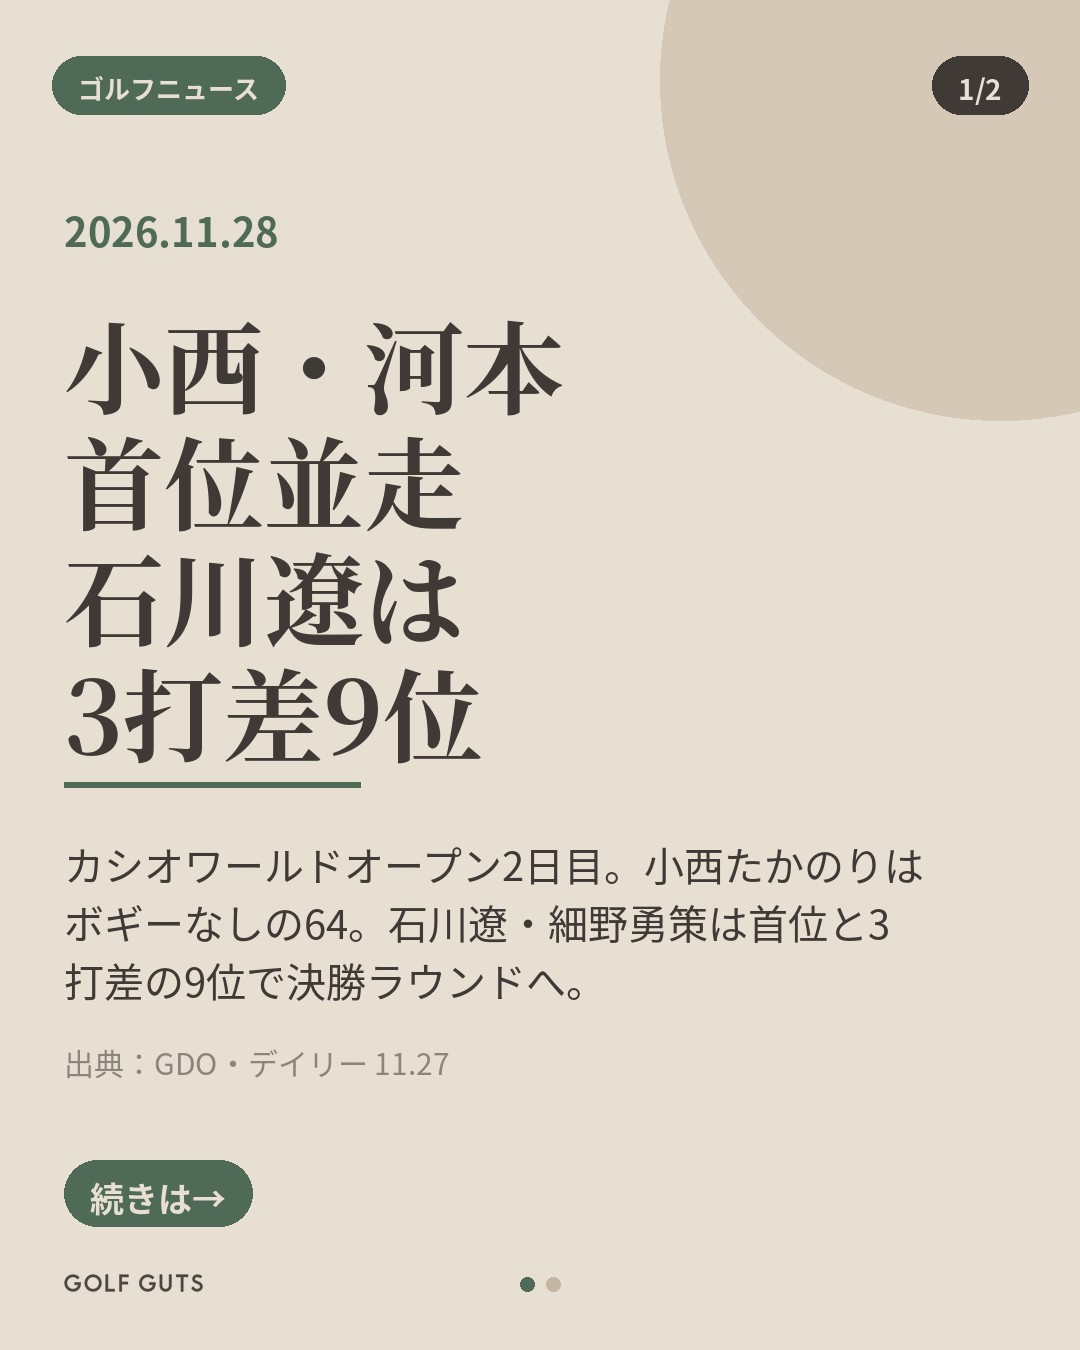 ゴルフニュース
1/2
2026.11.28
小西・河本
首位並走
石川遼は
3打差9位
カシオワールドオープン2日目。小西たかのりは
ボギーなしの64。石川遼・細野勇策は首位と3
打差の9位で決勝ラウンドへ。
出典：GDO・デイリー 11.27
続きは→
GOLF GUTS